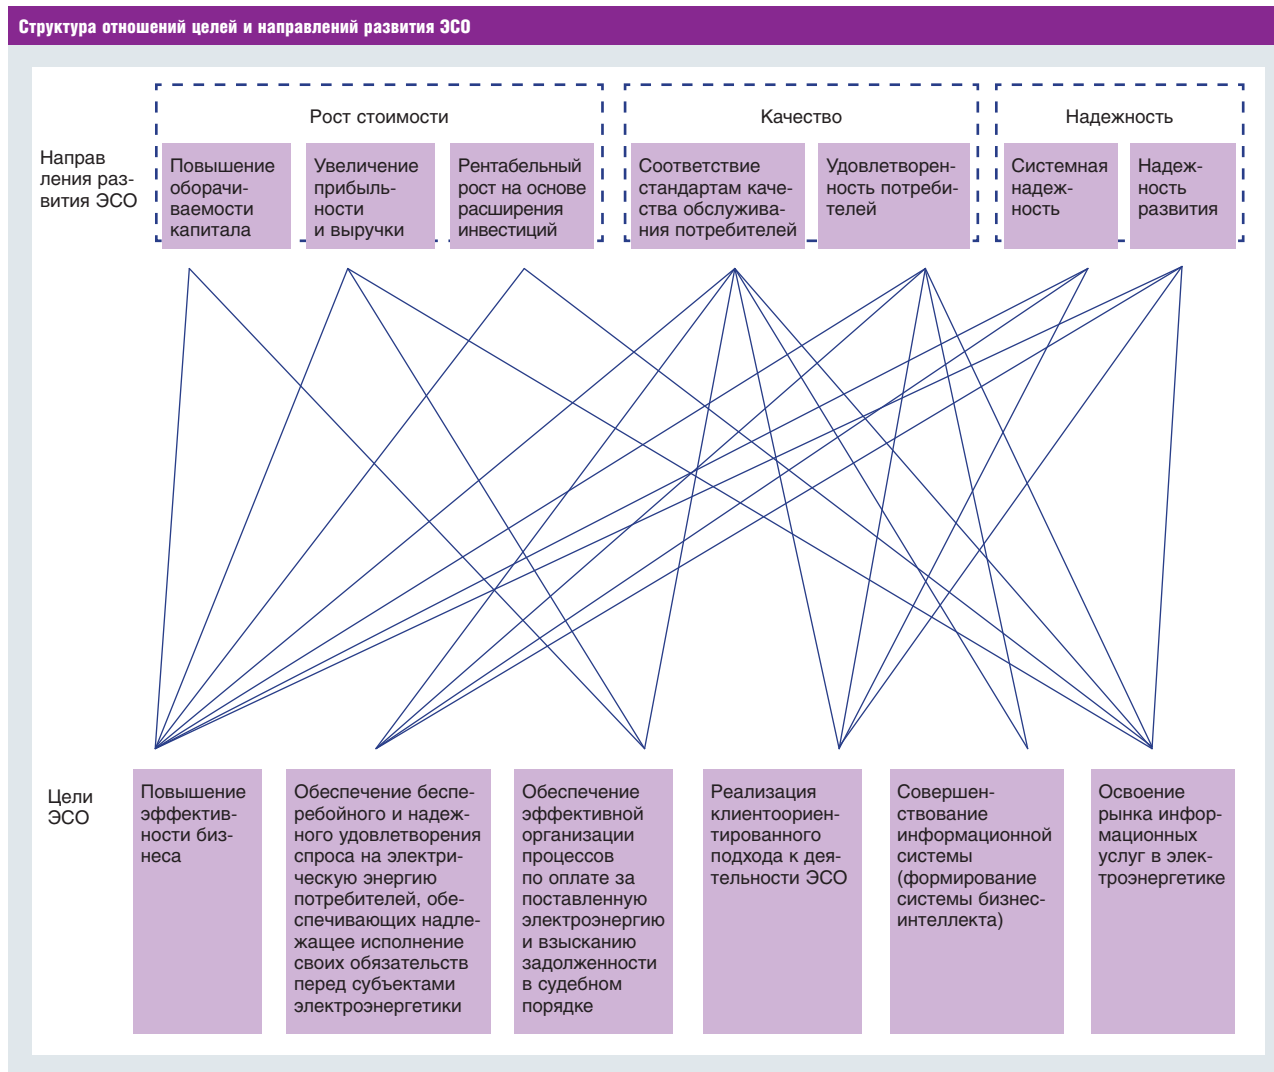 Структура отношений целей и направлений развития ЭСО
Рост стоимости
Качество
Надежность
Направ
ления раз-
вития ЭСО
Повышение
оборачи-
ваемости
капитала
Увеличение
прибыль-
ности
и выручки
Рентабельный
рост на основе
расширения
инвестиций
Соответствие
стандартам каче-
ства обслужива-
ния потребителей
Удовлетворен-
ность потреби-
телей
Системная
надеж-
ность
Надеж-
ность
развития
Цели
ЭСО
Повышение
эффектив-
ности биз-
неса
Обеспечение беспе-
ребойного и надеж-
ного удовлетворения
спроса на электри-
ческую энергию
потребителей, обе-
спечивающих надле-
жащее исполнение
своих обязательств
перед субъектами
электроэнергетики
Обеспечение
эффективной
организации
процессов
по оплате за
поставленную
электроэнергию
и взысканию
задолженности
в судебном
порядке
Реализация
клиентоориен-
тированного
подхода к дея-
тельности ЭСО
Совершен-
ствование
информационной
системы
(формирование
системы бизнес-
интеллекта)
Освоение
рынка инфор-
мационных
услуг в элек-
троэнергетике